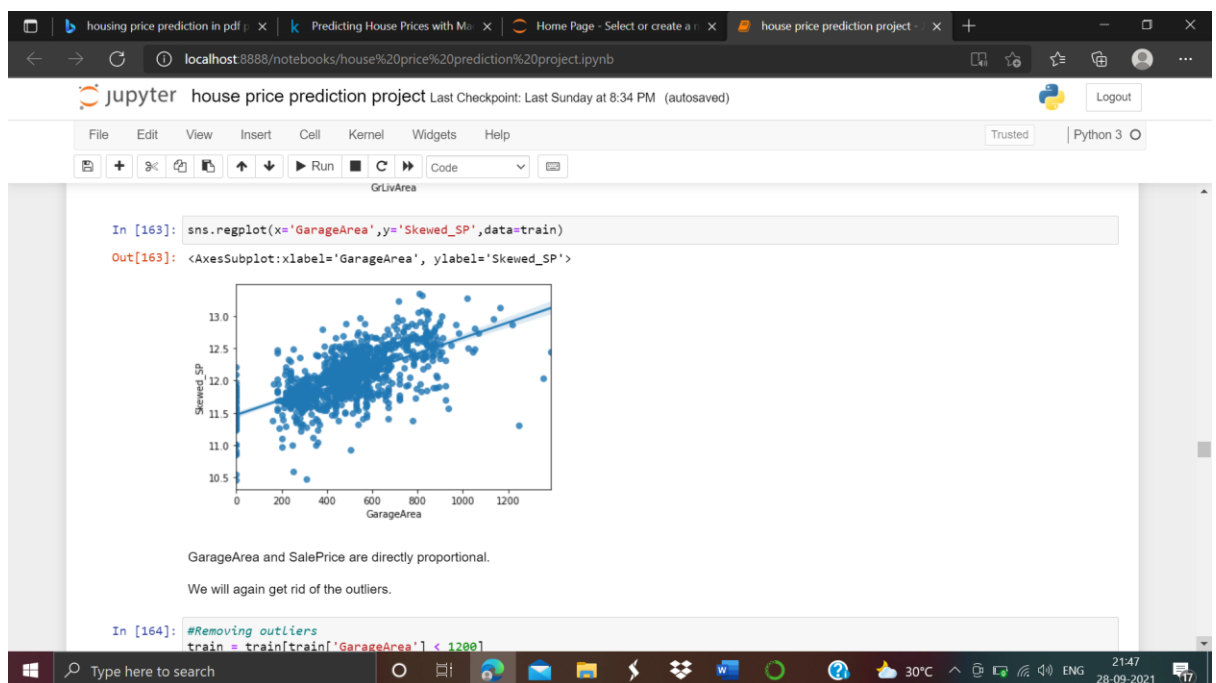 housing price prediction in pdf p
Predicting House Prices with Ma
Home Page - Select or create a n
house price prediction project - J
localhost:8888/notebooks/house%20price%20prediction%20project.ipynb
jupyter house price prediction project Last Checkpoint: Last Sunday at 8:34 PM (autosaved)
Logout
File Edit View Insert Cell Kernel Widgets Help
Trusted Python 3
Run Code
GrLivArea
In [163]: sns.regplot(x='GarageArea',y='Skewed_SP',data=train)
Out[163]: <AxesSubplot:xlabel='GarageArea', ylabel='Skewed_SP'>
13.0
12.5
12.0
11.5
11.0
10.5
Skewed_SP
0 200 400 600 800 1000 1200
GarageArea
GarageArea and SalePrice are directly proportional.
We will again get rid of the outliers.
In [164]: #Removing outliers
train = train[train['GarageArea'] < 1200]
Type here to search
30°C
ENG
21:47
28-09-2021
17